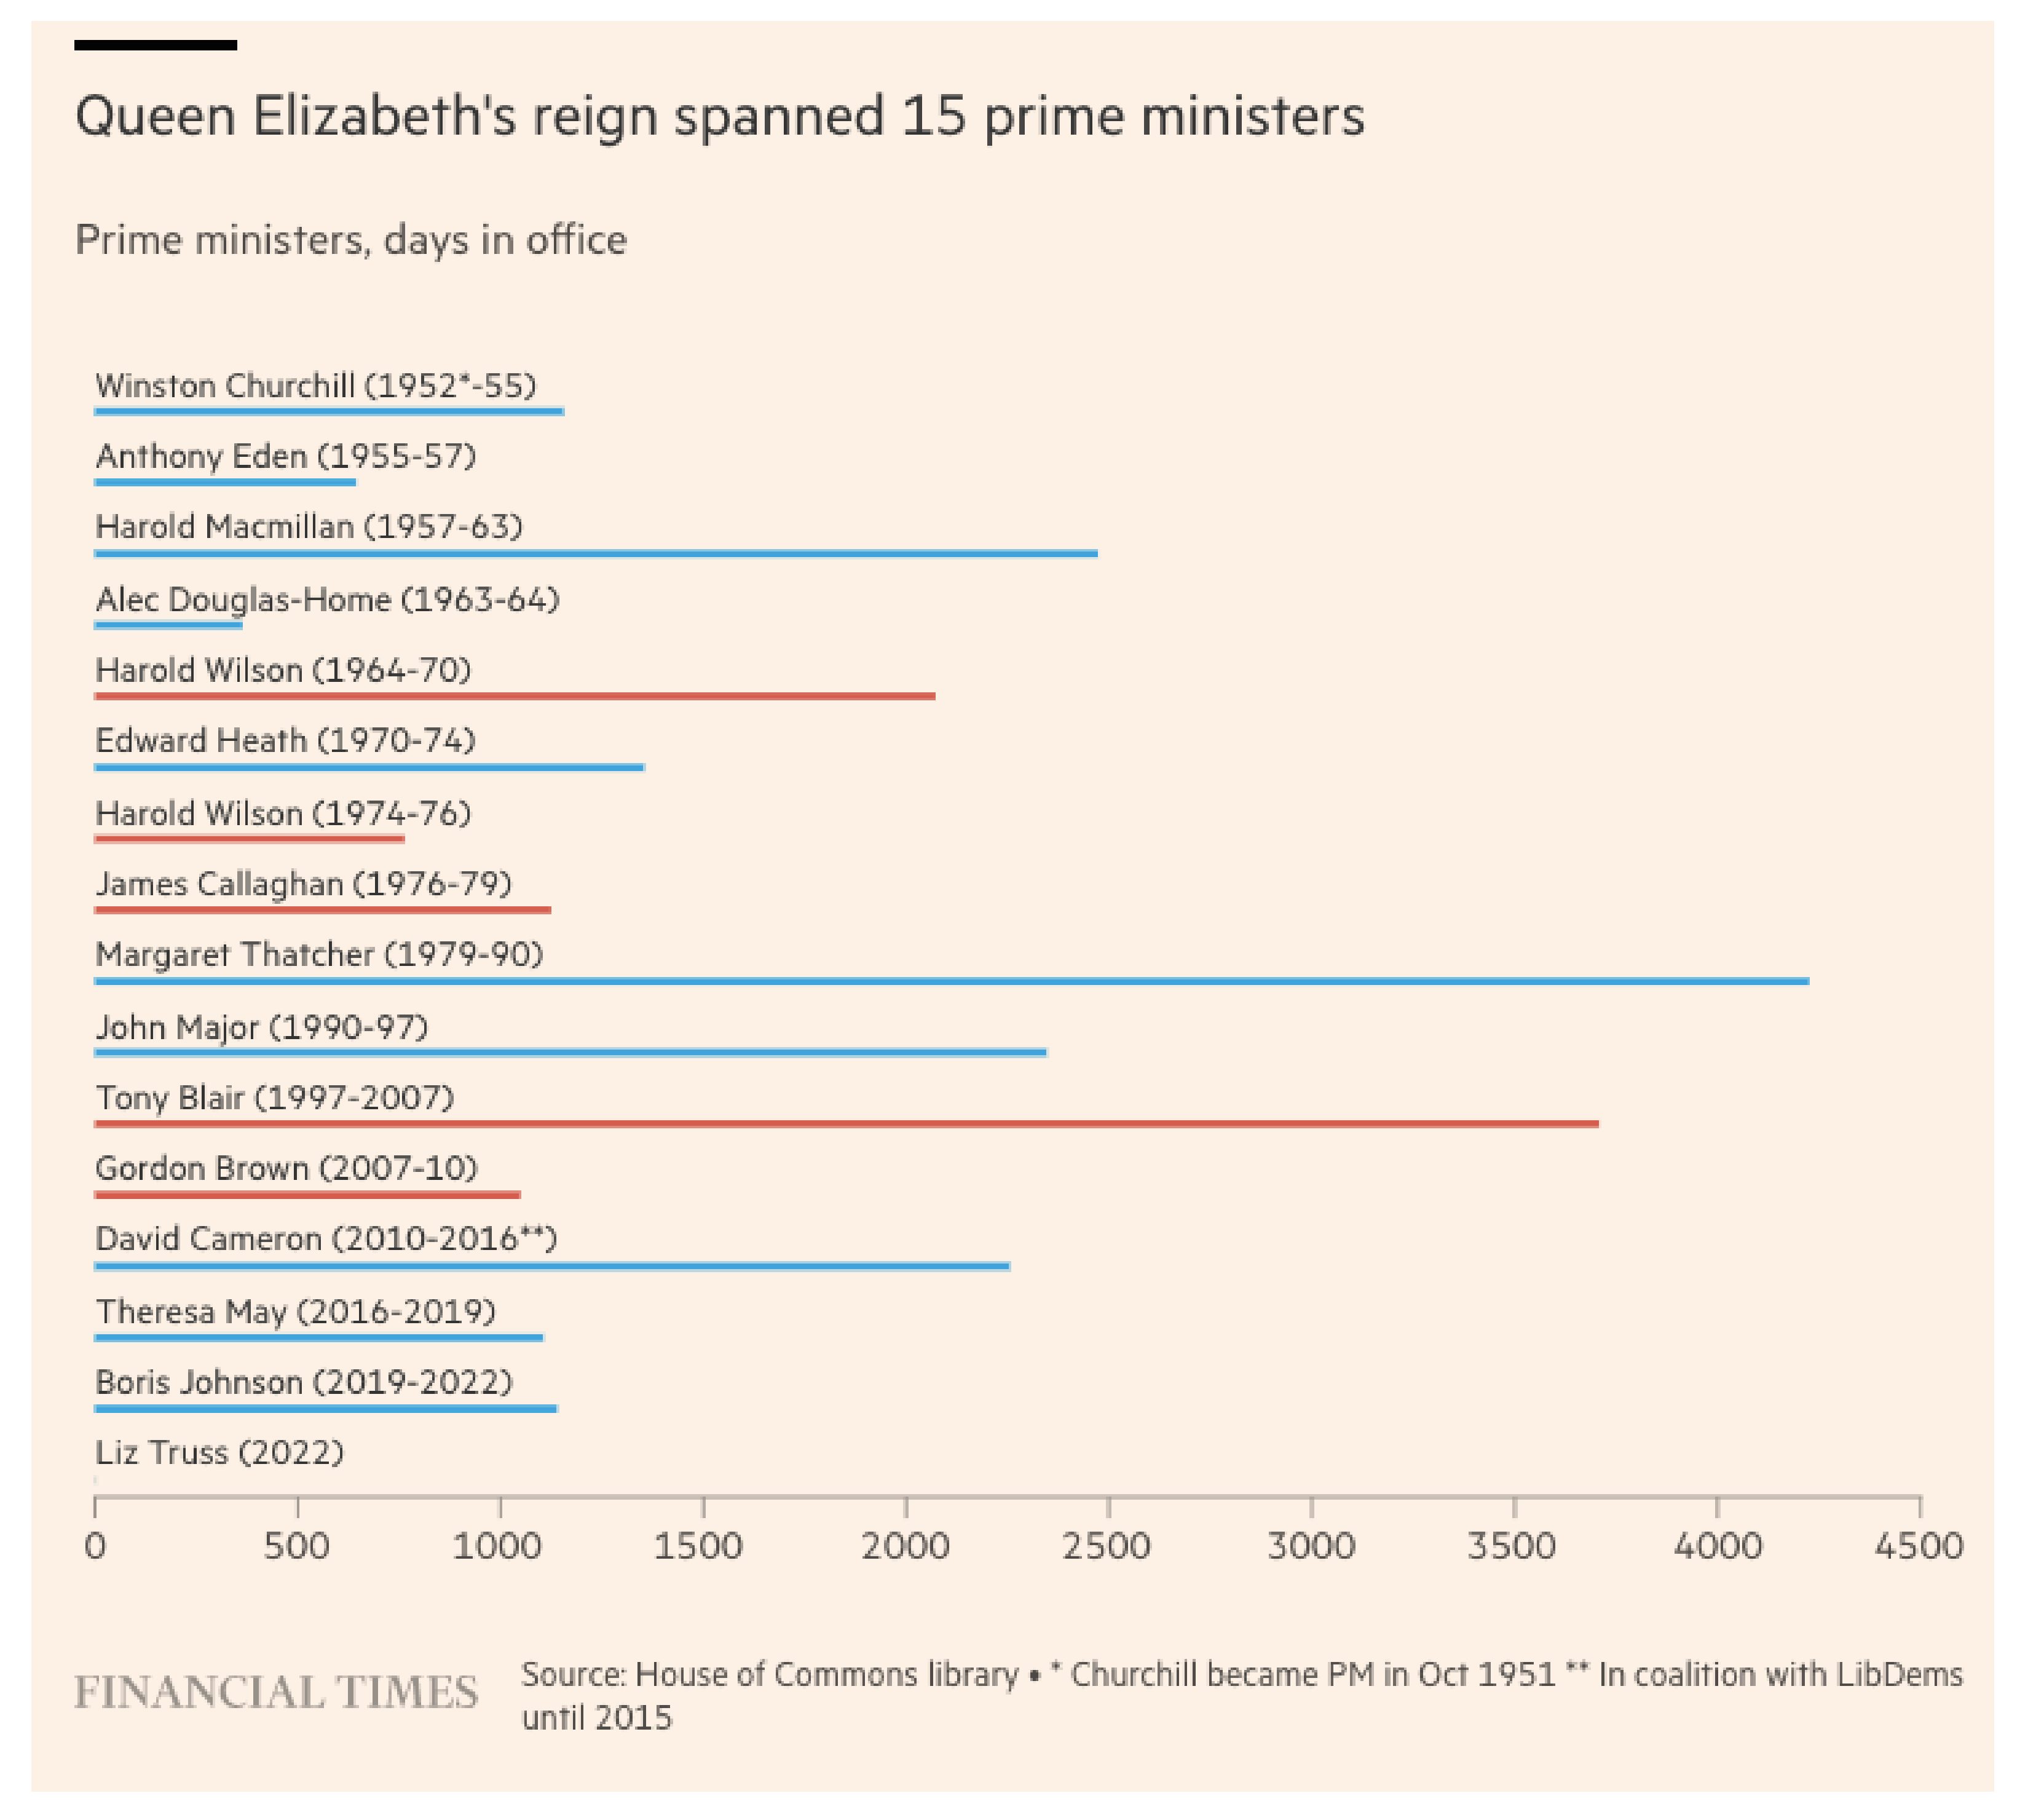 Queen Elizabeth's reign spanned 15 prime ministers
Prime ministers, days in office
Winston Churchill (1952*-55)
Anthony Eden (1955-57)
Harold Macmillan (1957-63)
Alec Douglas-Home (1963-64)
Harold Wilson (1964-70)
Edward Heath (1970-74)
Harold Wilson (1974-76)
James Callaghan (1976-79)
Margaret Thatcher (1979-90)
John Major (1990-97)
Tony Blair (1997-2007)
Gordon Brown (2007-10)
David Cameron (2010-2016**)
Theresa May (2016-2019)
Boris Johnson (2019-2022)
Liz Truss (2022)
0 500 1000 1500 2000 2500 3000 3500 4000 4500
FINANCIAL TIMES
Source: House of Commons library • * Churchill became PM in Oct 1951 ** In coalition with LibDems
until 2015